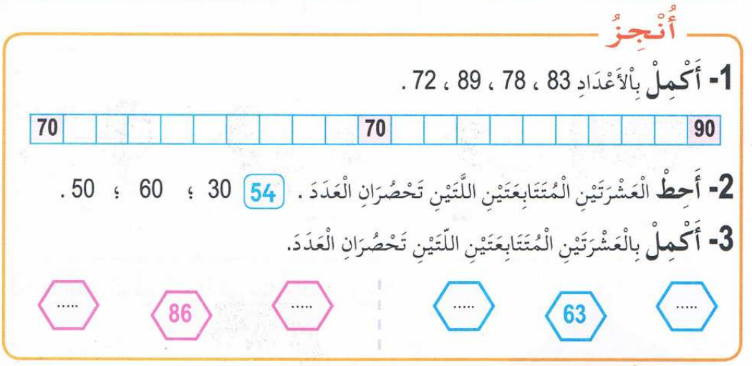 أُنْجِزُ
1- أَكْمِلْ بِالْأَعْدَادِ 83 ، 78 ، 89 ، 72 .
70 70 90
2- أَحِطْ الْعَشْرَتَيْنِ الْمُتَتَابِعَتَيْنِ اللَّتَيْنِ تَحْصُرَانِ الْعَدَدَ . 54 30 ؛ 60 ؛ 50 .
3- أَكْمِلْ بِالْعَشْرَتَيْنِ الْمُتَتَابِعَتَيْنِ اللَّتَيْنِ تَحْصُرَانِ الْعَدَدَ.
..... 63 ..... ..... 86 .....